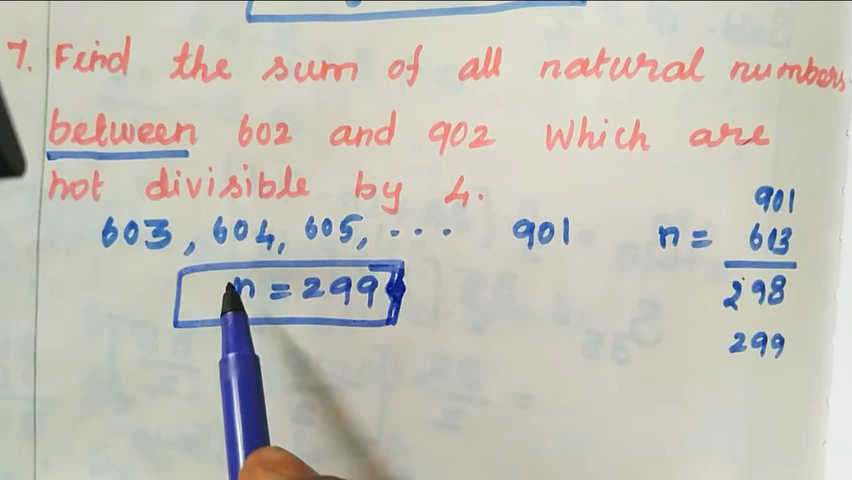 7. Find the sum of all natural numbers
between 602 and 902 Which are
not divisible by 4.
603, 604, 605, ... 901
n = 299
901
n = 603
298
299